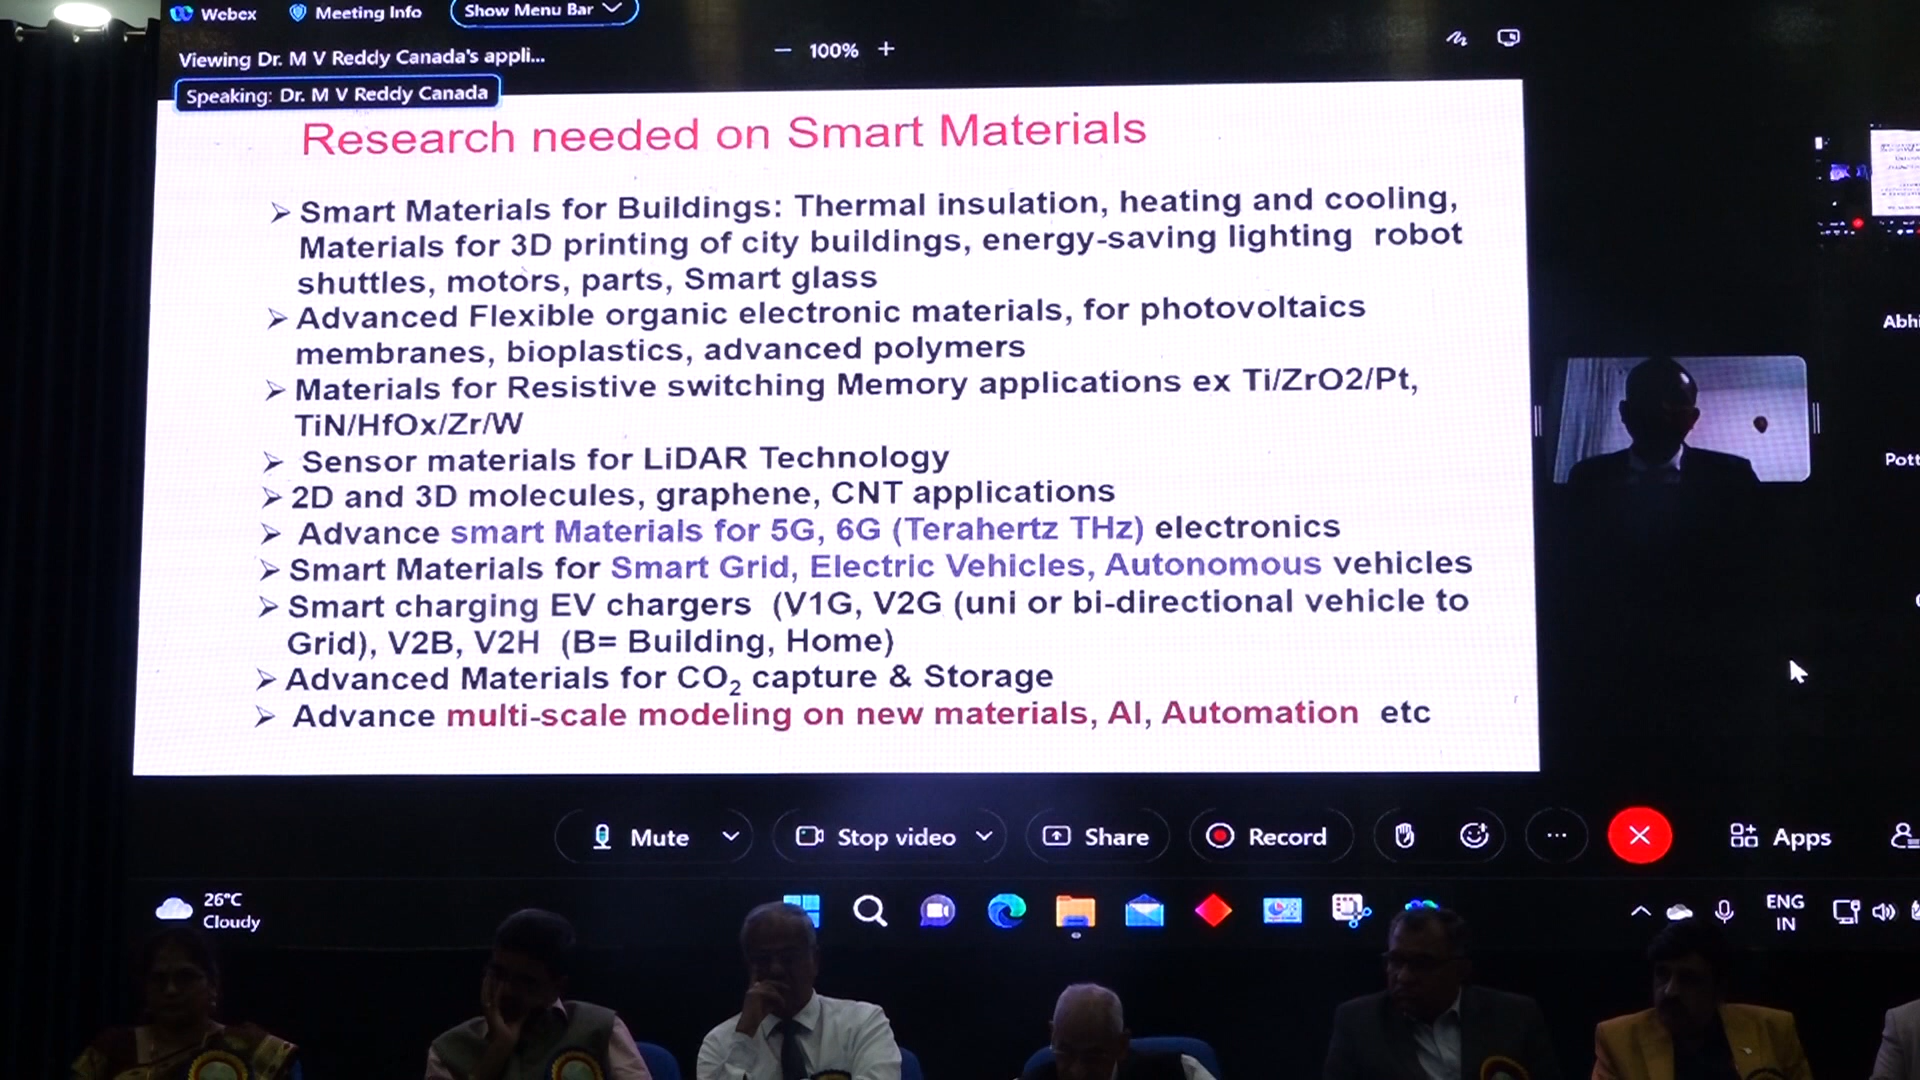 Webex Meeting Info Show Menu Bar
Viewing Dr. M V Reddy Canada's appli...
100%
Speaking: Dr. M V Reddy Canada
Research needed on Smart Materials
Smart Materials for Buildings: Thermal insulation, heating and cooling,
Materials for 3D printing of city buildings, energy-saving lighting robot
shuttles, motors, parts, Smart glass
Advanced Flexible organic electronic materials, for photovoltaics
membranes, bioplastics, advanced polymers
Materials for Resistive switching Memory applications ex Ti/ZrO2/Pt,
TiN/HfOx/Zr/W
Sensor materials for LiDAR Technology
2D and 3D molecules, graphene, CNT applications
Advance smart Materials for 5G, 6G (Terahertz THz) electronics
Smart Materials for Smart Grid, Electric Vehicles, Autonomous vehicles
Smart charging EV chargers (V1G, V2G (uni or bi-directional vehicle to
Grid), V2B, V2H (B= Building, Home)
Advanced Materials for CO₂ capture & Storage
Advance multi-scale modeling on new materials, AI, Automation etc
Abhi
Pott
Mute Stop video Share Record ... Apps
26°C
Cloudy
ENG
IN